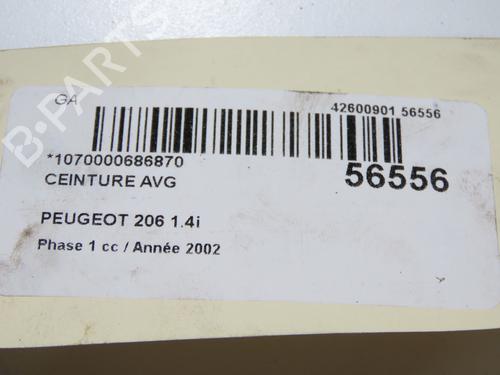 B-PARTS
GA
42600901 56556
*1070000686870
56556
CEINTURE AVG
PEUGEOT 206 1.4i
Phase 1 cc / Année 2002